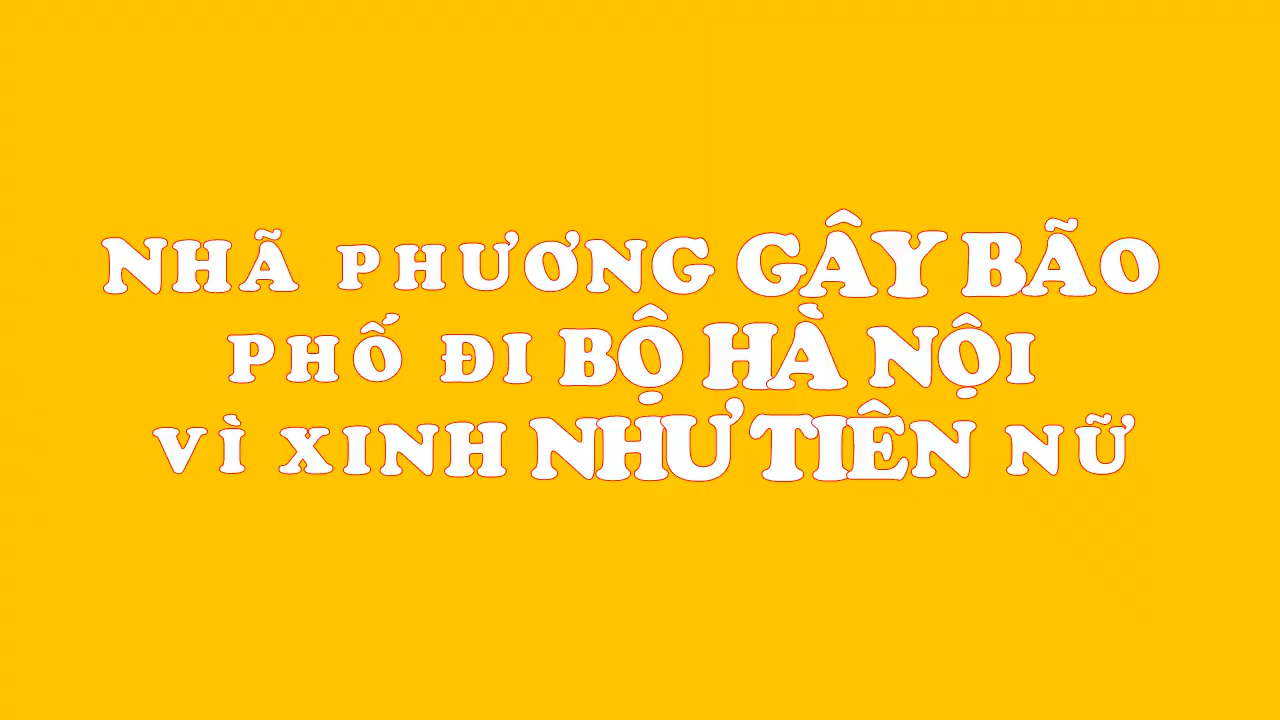 NHÃ PHƯƠNG GÂY BÃO
PHỐ ĐI BỘ HÀ NỘI
VÌ XINH NHƯ TIÊN NỮ